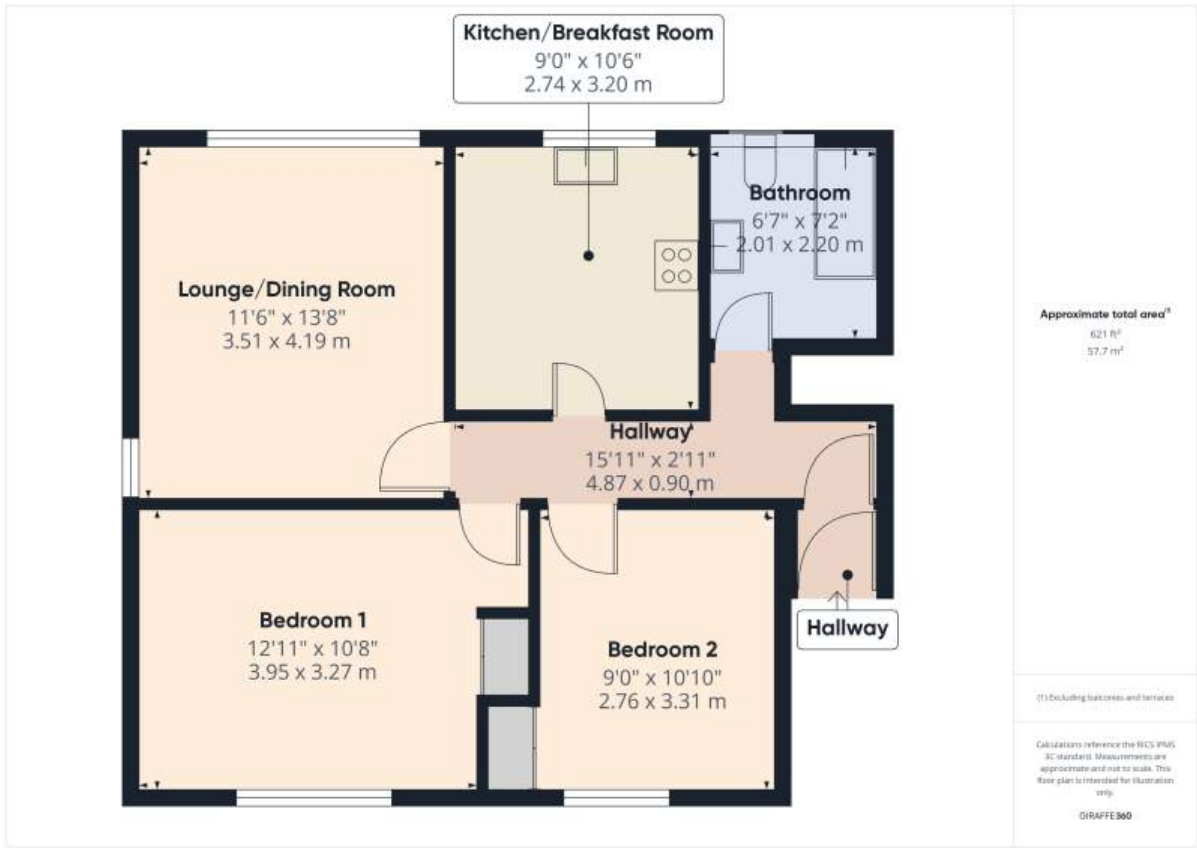 Kitchen/Breakfast Room
9'0" x 10'6"
2.74 x 3.20 m
Bathroom
6'7" x 7'2"
2.01 x 2.20 m
Lounge/Dining Room
11'6" x 13'8"
3.51 x 4.19 m
Hallway
15'11" x 2'11"
4.87 x 0.90 m
Bedroom 1
12'11" x 10'8"
3.95 x 3.27 m
Bedroom 2
9'0" x 10'10"
2.76 x 3.31 m
Hallway
Approximate total area⁽¹⁾
621 ft²
57.7 m²
(1) Excluding balconies and terraces
Calculations reference the RICS IPMS
3C standard. Measurements are
approximate and not to scale. This
floor plan is intended for illustration
only.
GIRAFFE360